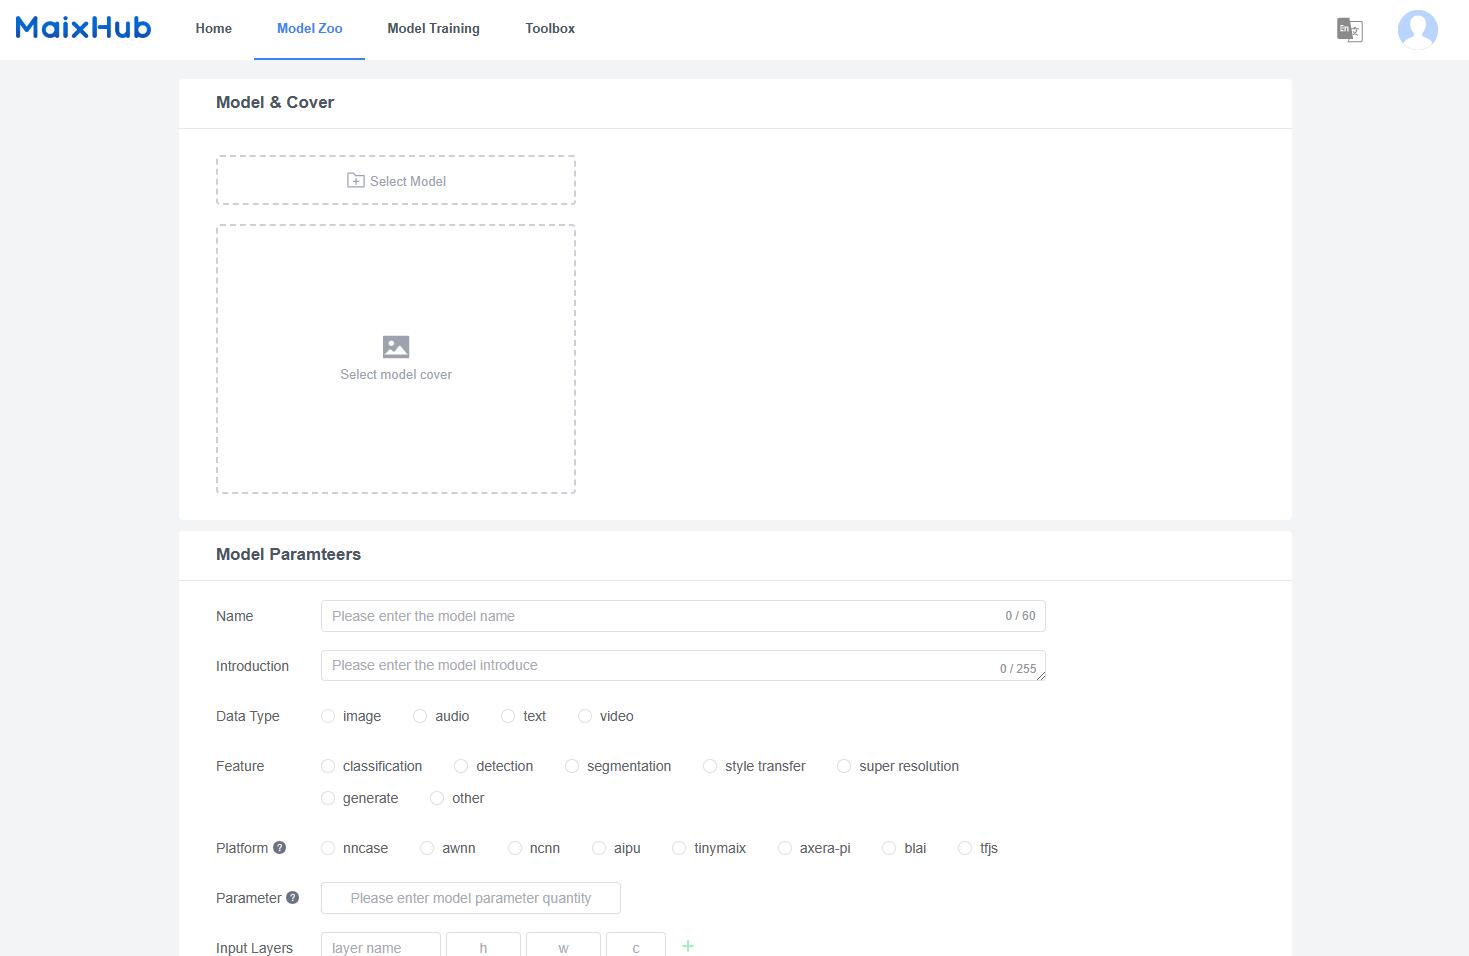 MaixHub Home Model Zoo Model Training Toolbox En 文
Model & Cover
Select Model
Select model cover
Model Paramteers
Name Please enter the model name 0 / 60
Introduction Please enter the model introduce 0 / 255
Data Type image audio text video
Feature classification detection segmentation style transfer super resolution
generate other
Platform ? nncase awnn ncnn aipu tinymaix axera-pi blai tfjs
Parameter ? Please enter model parameter quantity
Input Layers layer name h w c +